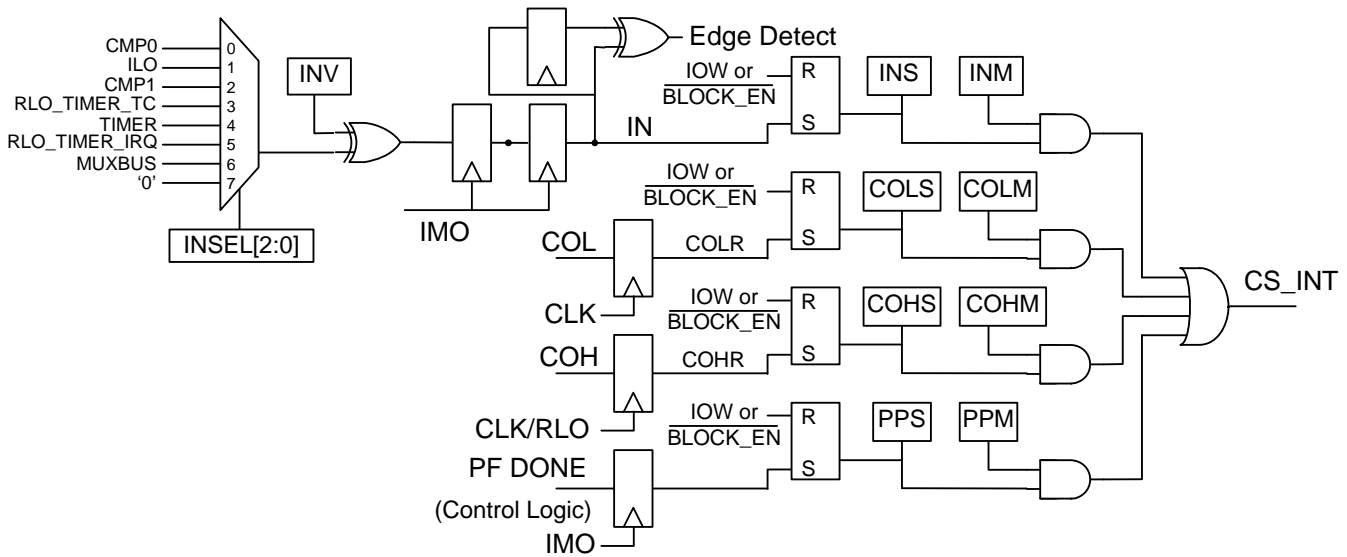 CMP0
0
ILO
1
CMP1
2
RLO_TIMER_TC
3
TIMER
4
RLO_TIMER_IRQ
5
MUXBUS
6
‘0’
7
INSEL[2:0]
INV
IMO
Edge Detect
IN
IOW or
BLOCK_EN
R
S
INS
INM
IOW or
BLOCK_EN
R
S
COLS
COLM
COL
COLR
CLK
IOW or
BLOCK_EN
R
S
COHS
COHM
COH
COHR
CLK/RLO
IOW or
BLOCK_EN
R
S
PPS
PPM
PF DONE
(Control Logic)
IMO
CS_INT